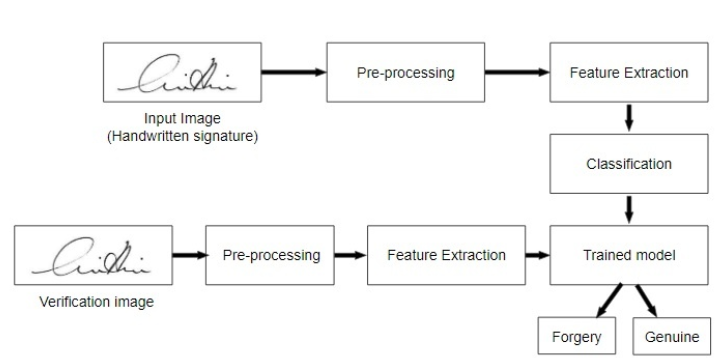 Pre-processing
Feature Extraction
Input Image
(Handwritten signature)
Classification
Pre-processing
Feature Extraction
Trained model
Verification image
Forgery
Genuine